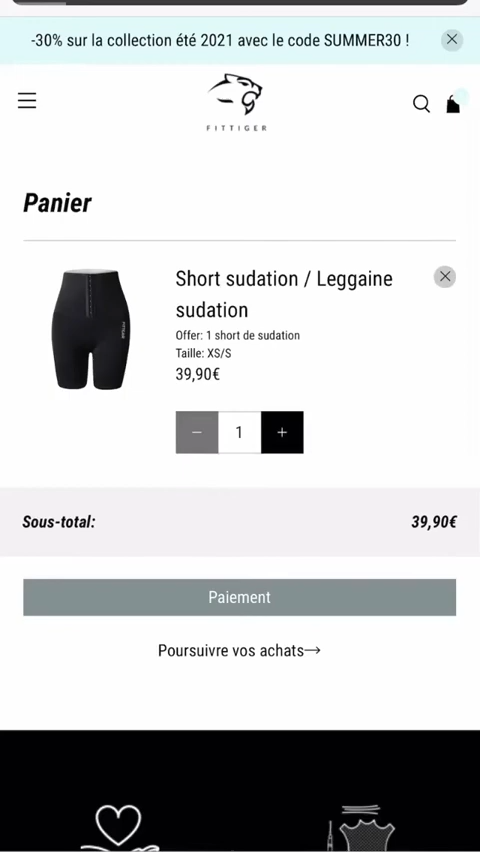 -30% sur la collection été 2021 avec le code SUMMER30 !
FITTIGER
Panier
Short sudation / Leggaine
sudation
Offer: 1 short de sudation
Taille: XS/S
39,90€
1
Sous-total:
39,90€
Paiement
Poursuivre vos achats